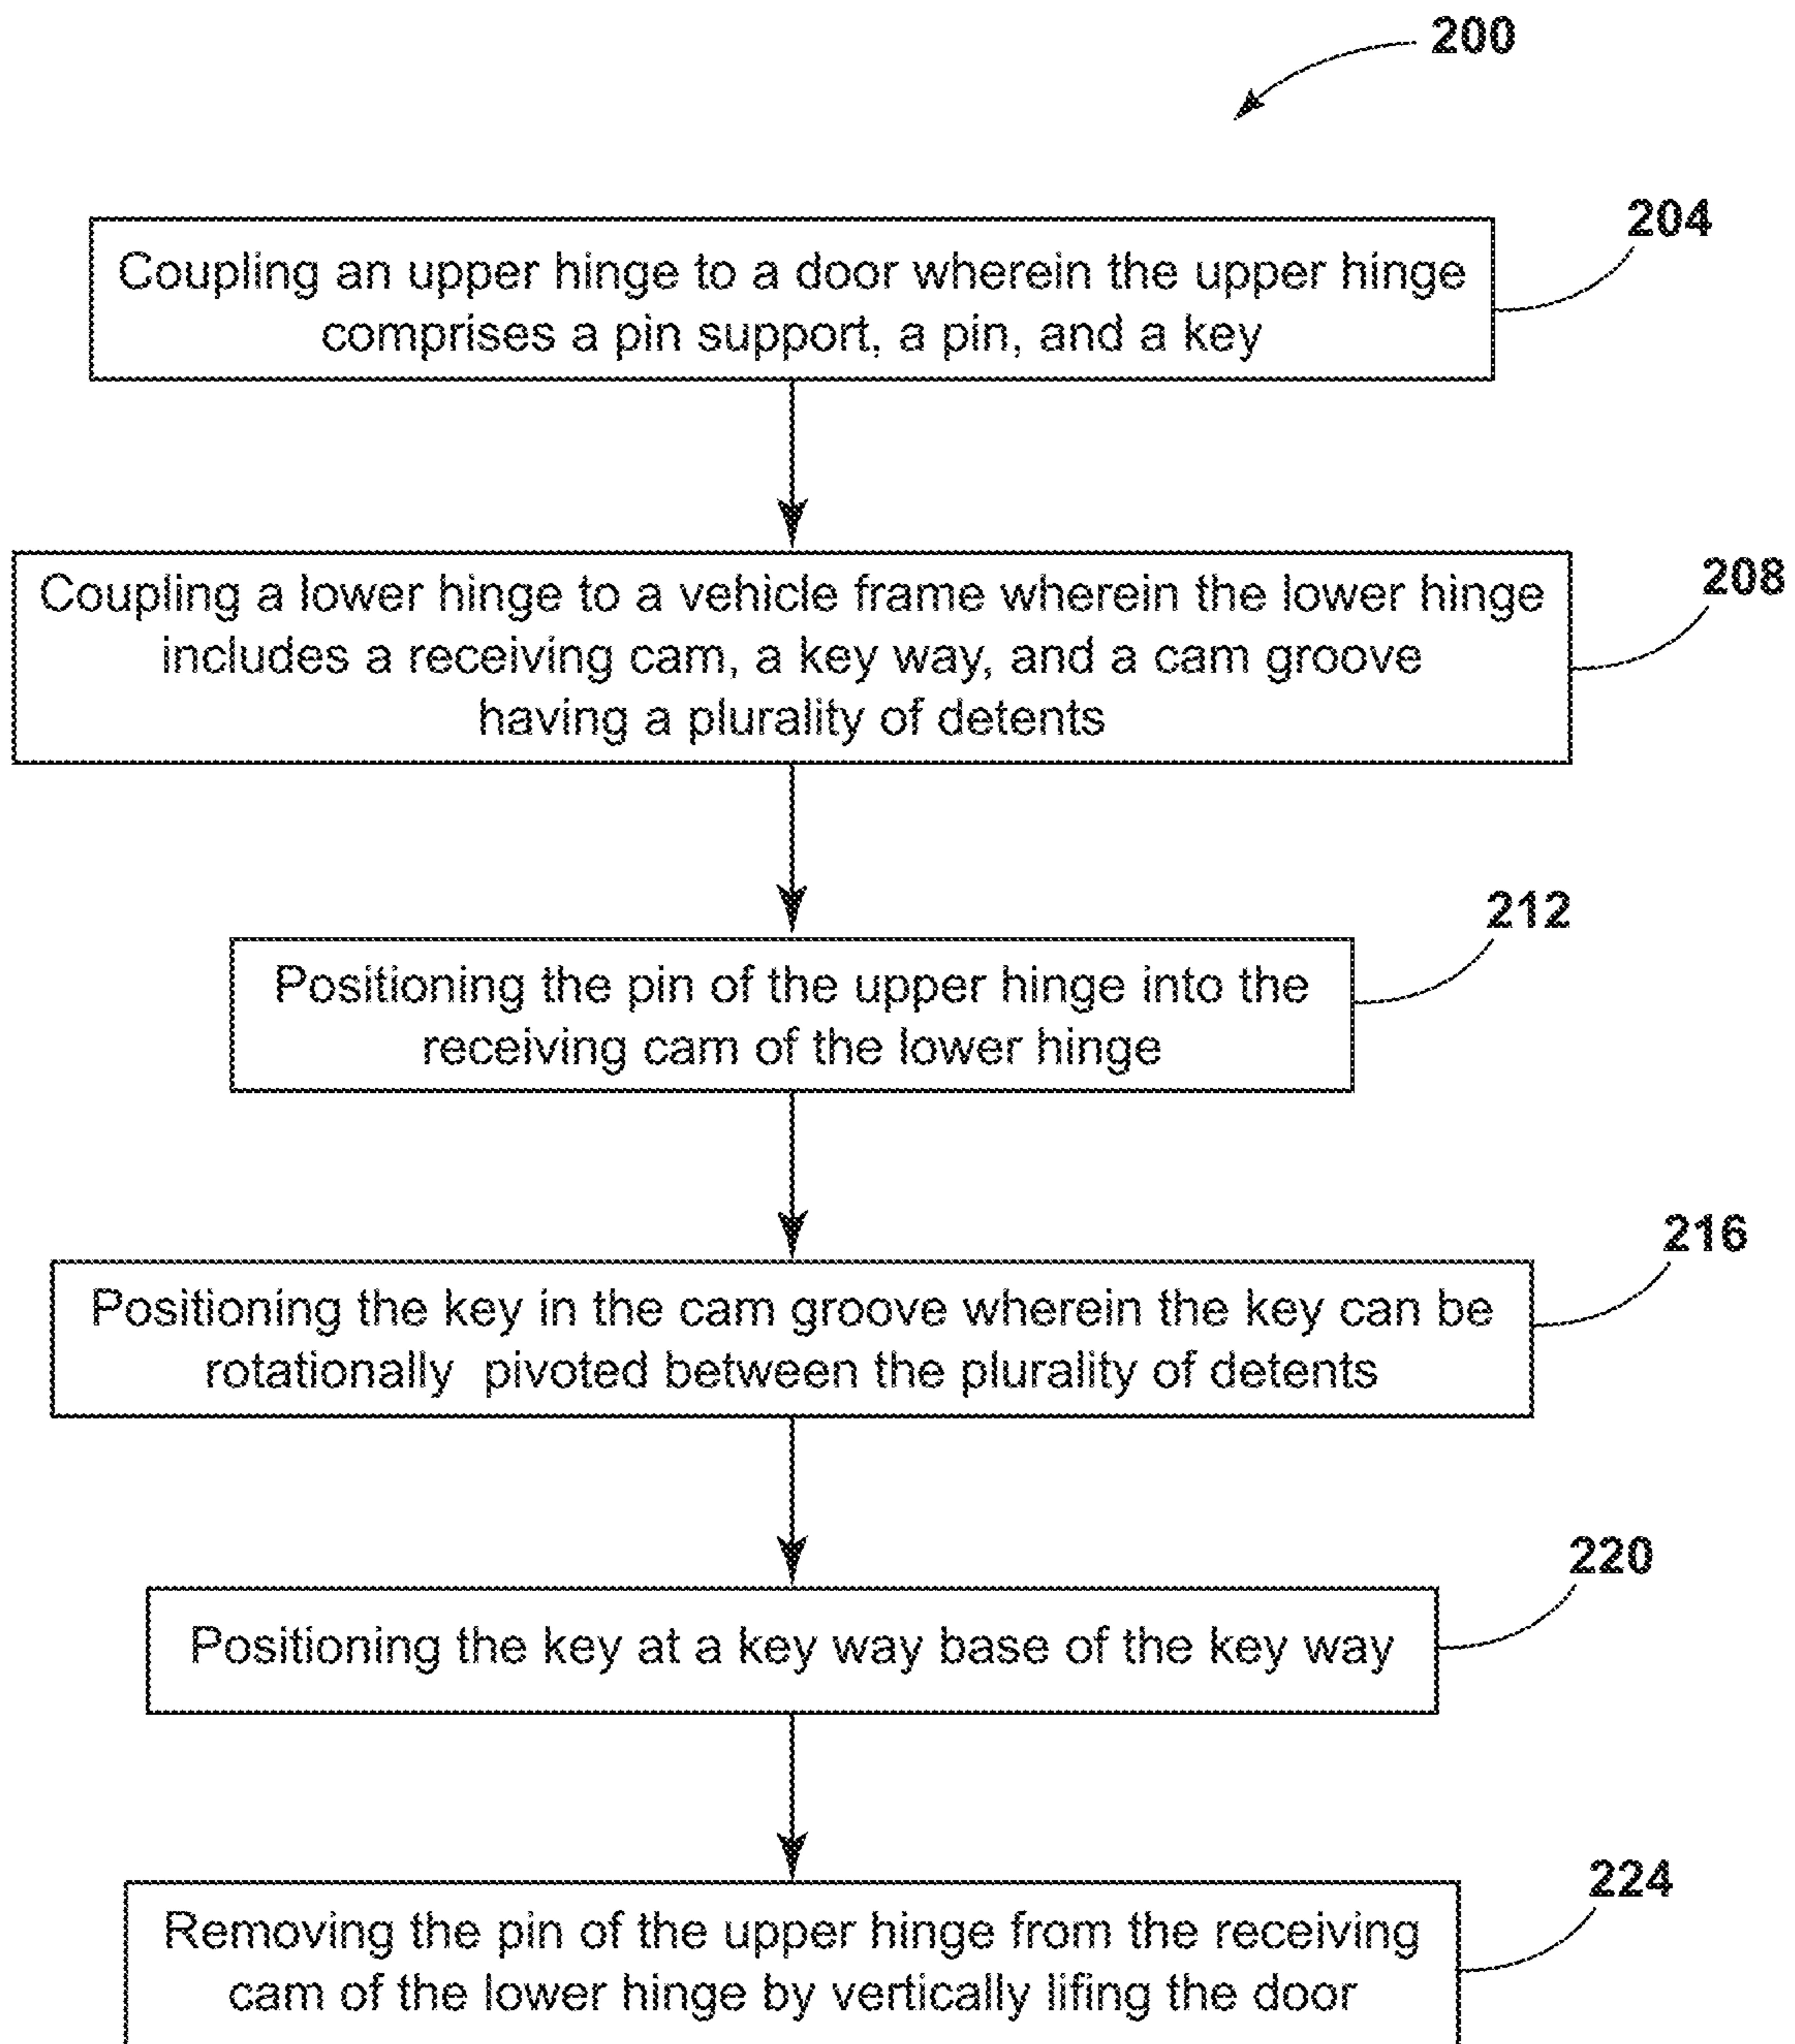 200
204
Coupling an upper hinge to a door wherein the upper hinge
comprises a pin support, a pin, and a key
208
Coupling a lower hinge to a vehicle frame wherein the lower hinge
includes a receiving cam, a key way, and a cam groove
having a plurality of detents
212
Positioning the pin of the upper hinge into the
receiving cam of the lower hinge
216
Positioning the key in the cam groove wherein the key can be
rotationally pivoted between the plurality of detents
220
Positioning the key at a key way base of the key way
224
Removing the pin of the upper hinge from the receiving
cam of the lower hinge by vertically lifing the door